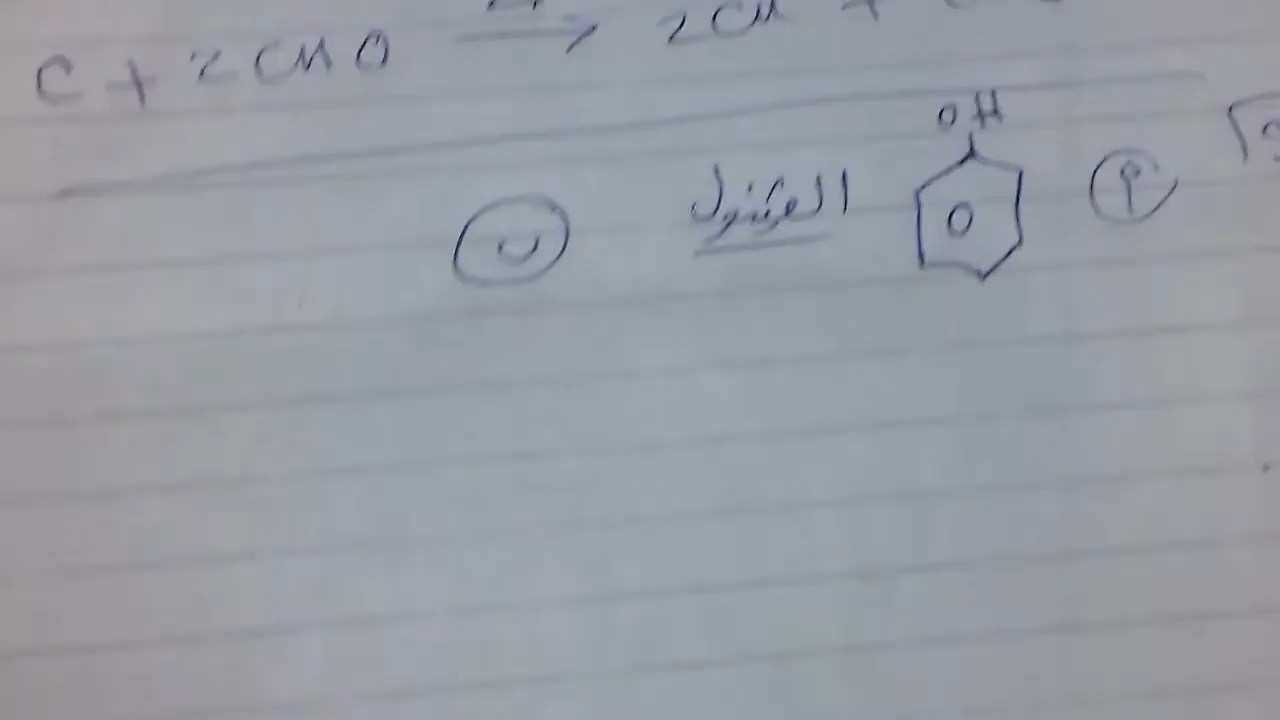 C + 2CuO → 2Cu +
أ OH الفينول ب